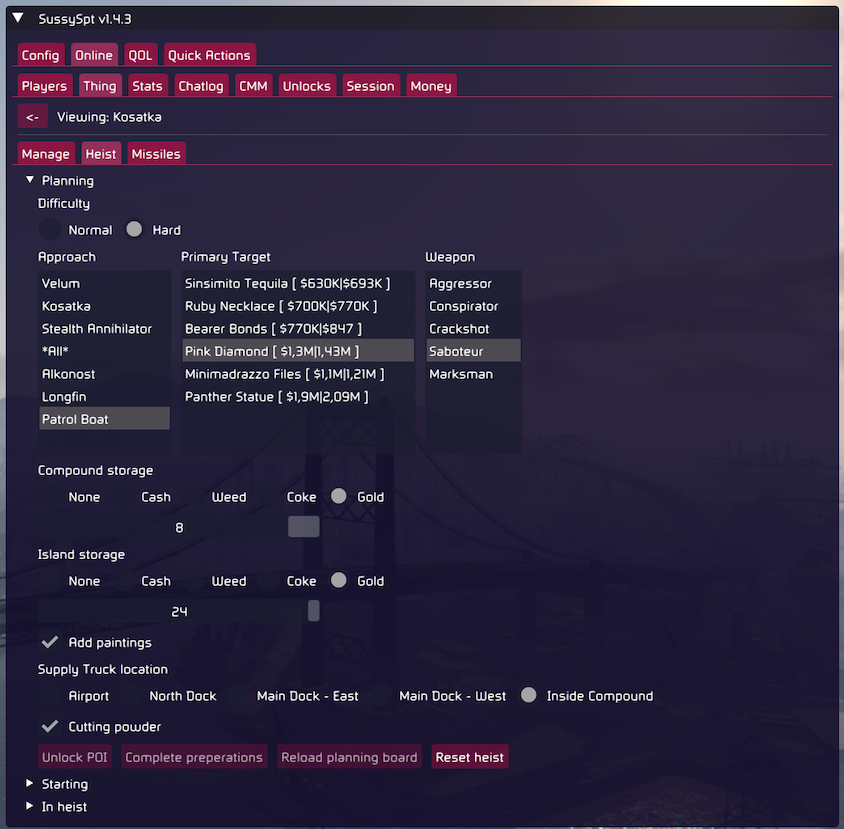 SussySpt v1.4.3
Config Online QOL Quick Actions
Players Thing Stats Chatlog CMM Unlocks Session Money
<- Viewing: Kosatka
Manage Heist Missiles
Planning
Difficulty
Normal Hard
Approach Primary Target Weapon
Velum Sinsimito Tequila [ $630K|$693K ] Aggressor
Kosatka Ruby Necklace [ $700K|$770K ] Conspirator
Stealth Annihilator Bearer Bonds [ $770K|$847 ] Crackshot
*All* Pink Diamond [ $1,3M|1,43M ] Saboteur
Alkonost Minimadrazzo Files [ $1,1M|1,21M ] Marksman
Longfin Panther Statue [ $1,9M|2,09M ]
Patrol Boat
Compound storage
None Cash Weed Coke Gold
8
Island storage
None Cash Weed Coke Gold
24
Add paintings
Supply Truck location
Airport North Dock Main Dock - East Main Dock - West Inside Compound
Cutting powder
Unlock POI Complete preperations Reload planning board Reset heist
Starting
In heist